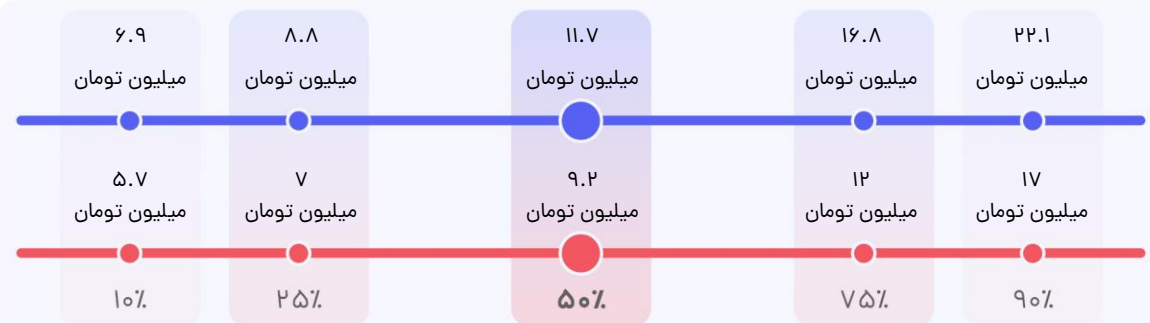 ۶.۹ ۸.۸ ۱۱.۷ ۱۶.۸ ۲۲.۱
میلیون تومان میلیون تومان میلیون تومان میلیون تومان میلیون تومان
۵.۷ ۷ ۹.۲ ۱۲ ۱۷
میلیون تومان میلیون تومان میلیون تومان میلیون تومان میلیون تومان
۱۰٪ ۲۵٪ ۵۰٪ ۷۵٪ ۹۰٪